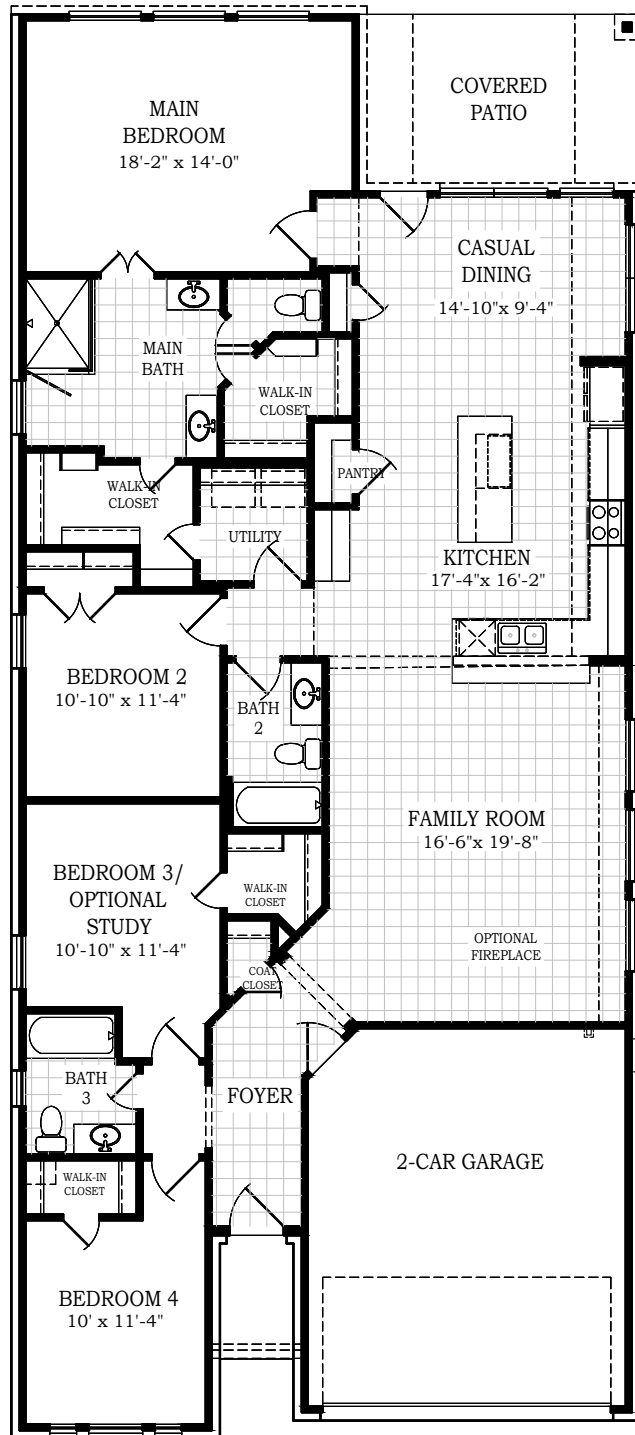 MAIN
BEDROOM
18'-2" x 14'-0"
COVERED
PATIO
CASUAL
DINING
14'-10"x 9'-4"
MAIN
BATH
WALK-IN
CLOSET
PANTRY
WALK-IN
CLOSET
UTILITY
KITCHEN
17'-4"x 16'-2"
BEDROOM 2
10'-10" x 11'-4"
BATH
2
FAMILY ROOM
16'-6"x 19'-8"
BEDROOM 3/
OPTIONAL
STUDY
10'-10" x 11'-4"
WALK-IN
CLOSET
OPTIONAL
FIREPLACE
COAT
CLOSET
BATH
3
FOYER
2-CAR GARAGE
WALK-IN
CLOSET
BEDROOM 4
10' x 11'-4"